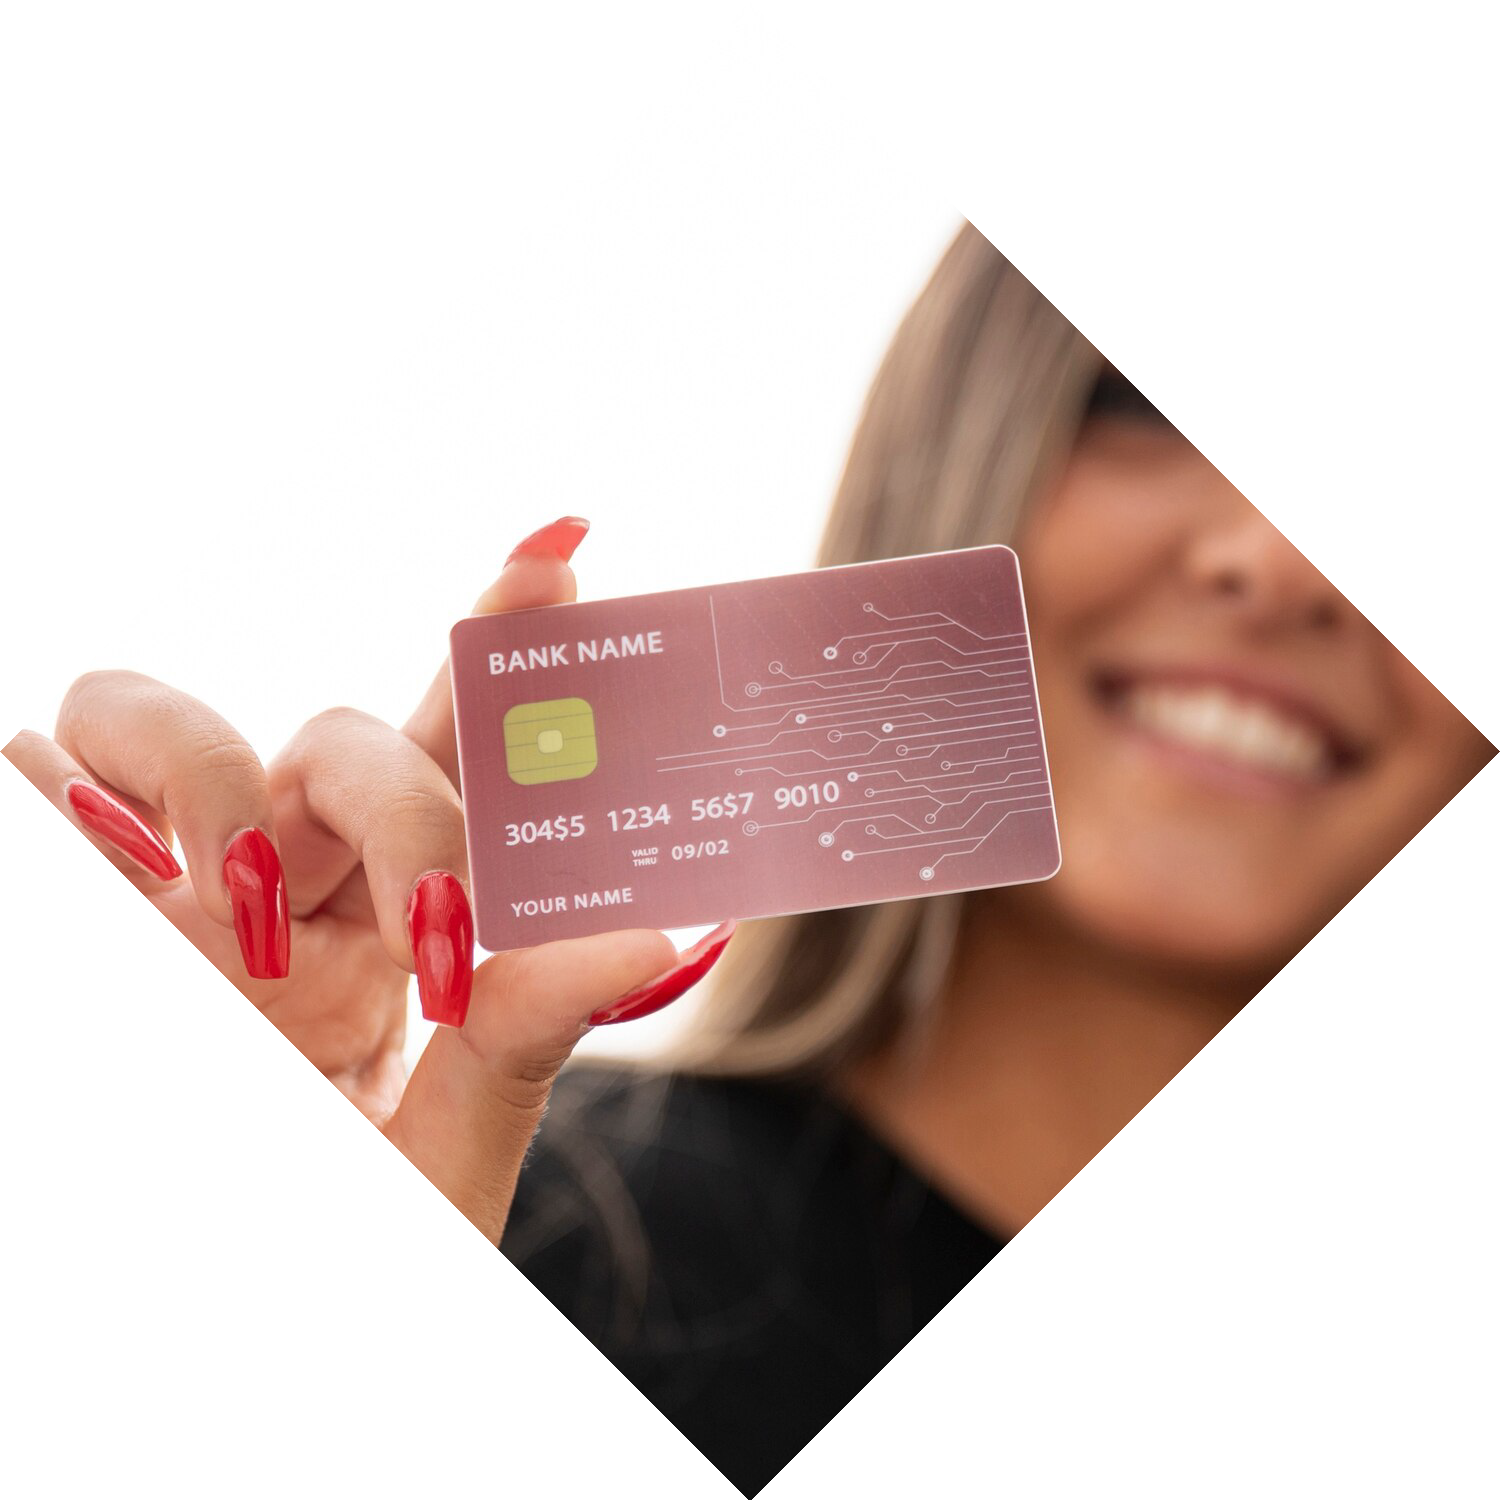 BANK NAME
304$5 1234 56$7 9010
VALID
THRU 09/02
YOUR NAME